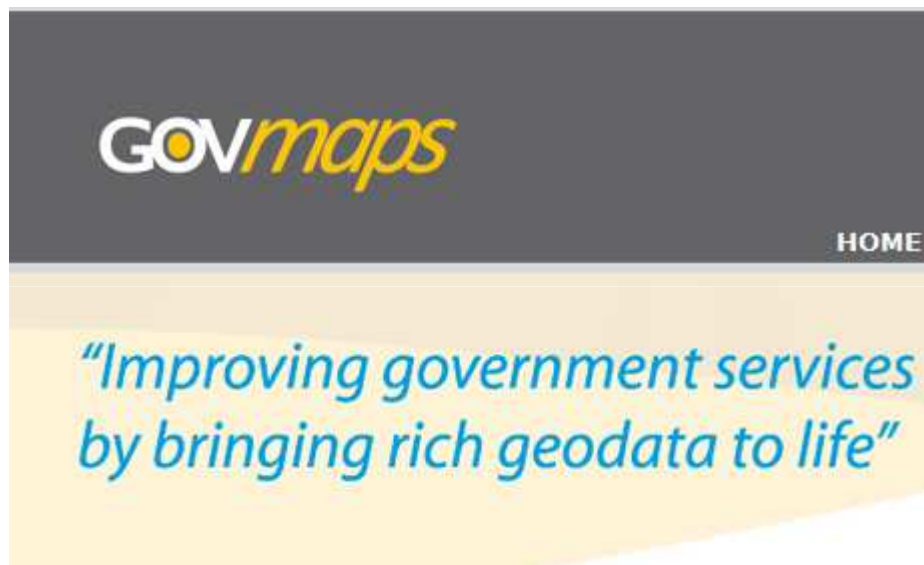 GOVmaps
HOME
“Improving government services
by bringing rich geodata to life”